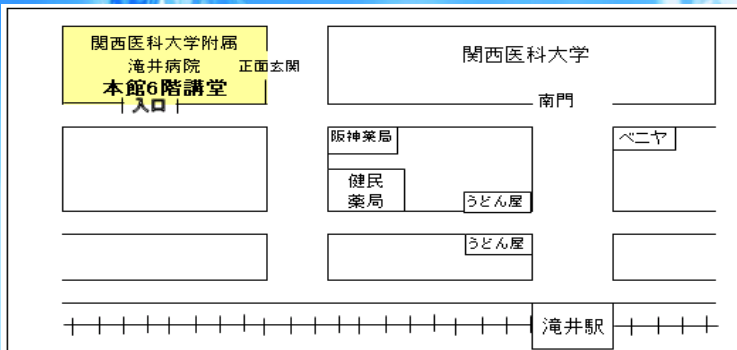 関西医科大学附属
滝井病院
正面玄関
本館6階講堂
入口
関西医科大学
南門
阪神薬局
ベニヤ
健民
薬局
うどん屋
うどん屋
滝井駅